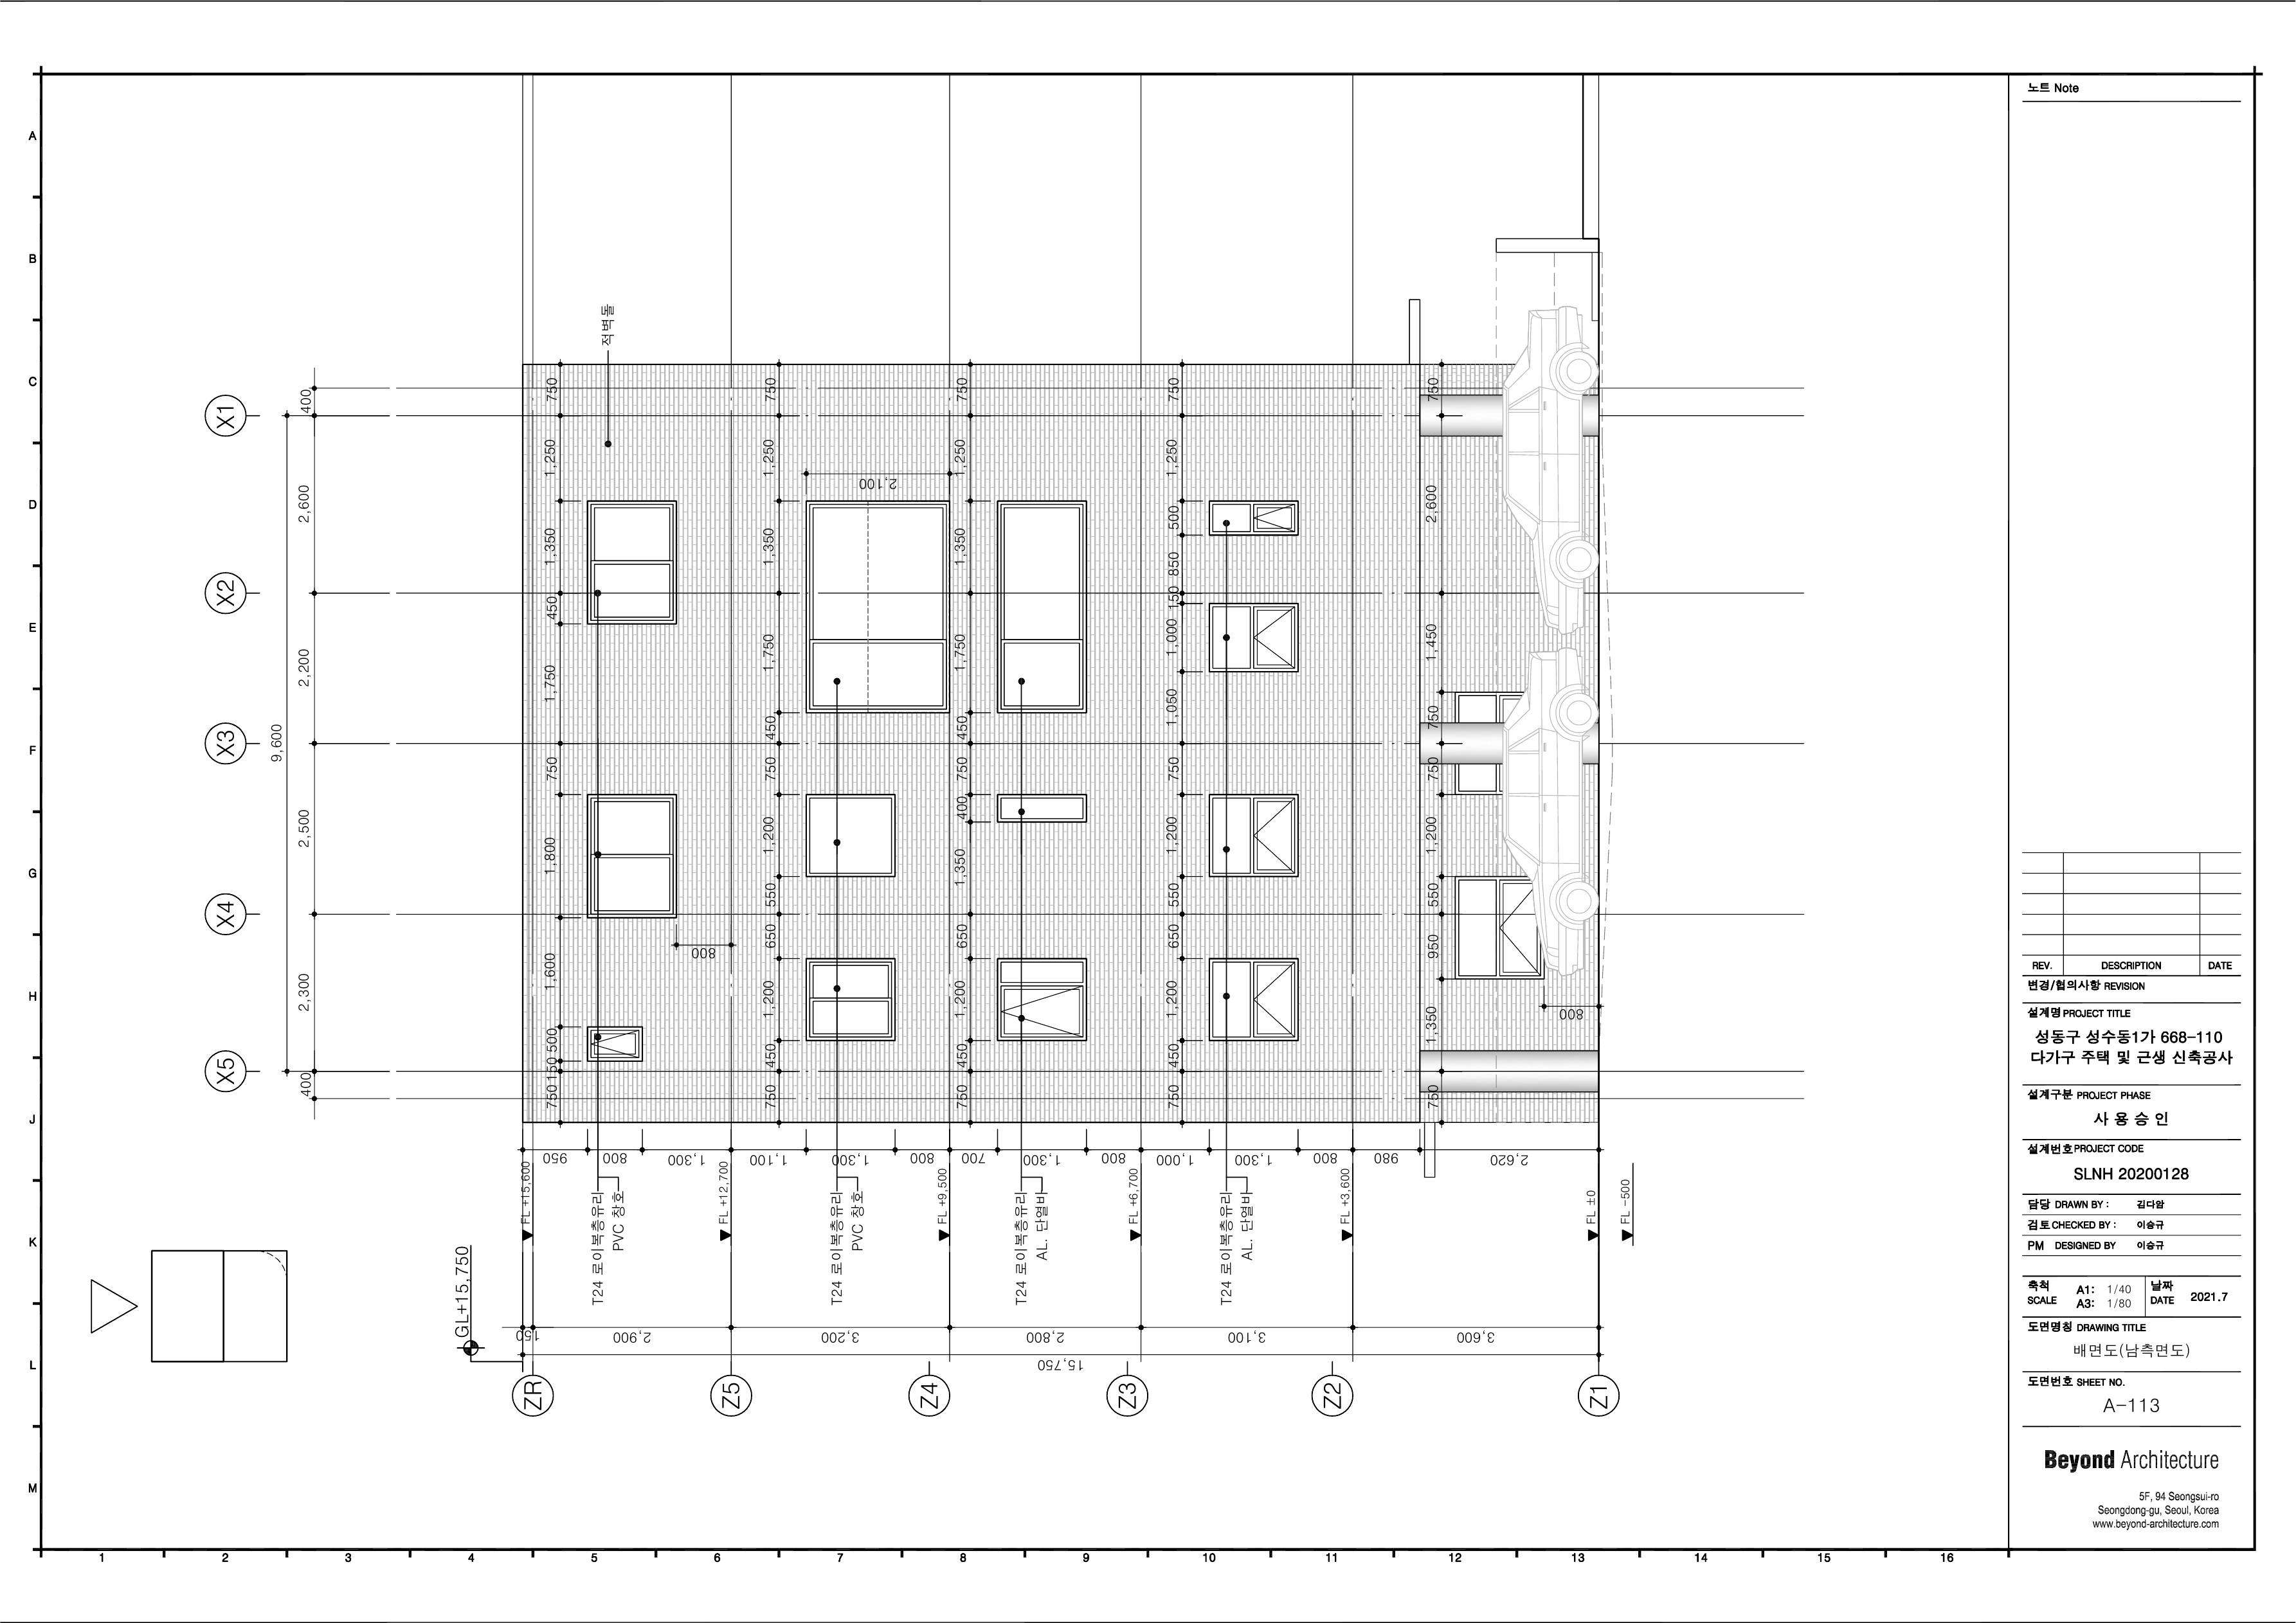 노트 Note
A
B
C
D
E
F
G
H
J
K
L
M
1
2
3
4
5
6
7
8
9
10
11
12
13
14
15
16
X1
X2
X3
X4
X5
400
2,600
2,200
2,500
2,300
400
9,600
적벽돌
750
1,250
1,350
450
1,750
1,800
1,600
500
150
750
800
750
1,250
1,350
1,750
450
750
1,200
550
650
1,200
450
750
2,100
750
1,250
1,350
1,750
450
750
400
1,350
650
1,200
450
750
750
1,250
500
850
150
1,000
1,050
750
1,200
550
650
1,200
450
750
750
2,600
1,450
750
750
1,200
550
950
1,350
750
800
950
800
1,300
1,100
1,300
800
700
1,300
800
1,000
1,300
800
980
2,620
FL +15,600
FL +12,700
FL +9,500
FL +6,700
FL +3,600
FL ±0
FL -500
T24 로이복층유리
PVC 창호
T24 로이복층유리
PVC 창호
T24 로이복층유리
AL. 단열바
T24 로이복층유리
AL. 단열바
GL+15,750
150
2,900
3,200
2,800
3,100
3,600
15,750
ZR
Z5
Z4
Z3
Z2
Z1
REV. DESCRIPTION DATE
변경/협의사항 REVISION
설계명 PROJECT TITLE
성동구 성수동1가 668-110
다가구 주택 및 근생 신축공사
설계구분 PROJECT PHASE
사 용 승 인
설계번호 PROJECT CODE
SLNH 20200128
담당 DRAWN BY : 김다왐
검토 CHECKED BY : 이승규
PM DESIGNED BY 이승규
축척 SCALE A1: 1/40 A3: 1/80
날짜 DATE 2021.7
도면명칭 DRAWING TITLE
배면도(남측면도)
도면번호 SHEET NO.
A-113
Beyond Architecture
5F, 94 Seongsui-ro
Seongdong-gu, Seoul, Korea
www.beyond-architecture.com